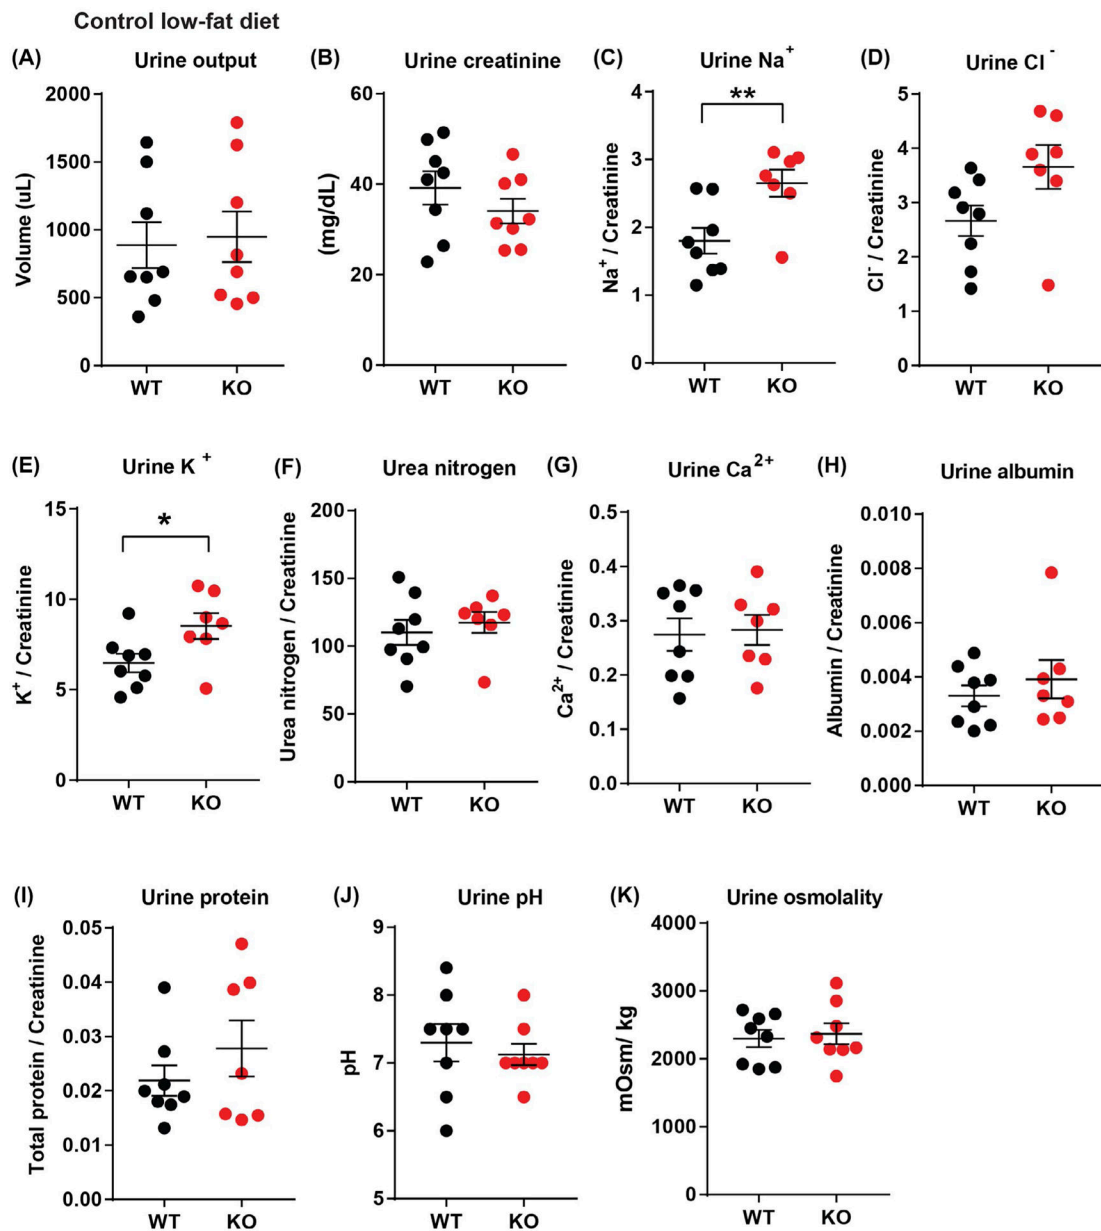 Control low-fat diet
(A) Urine output
Volume (uL)
2000
1500
1000
500
0
WT KO
(B) Urine creatinine
(mg/dL)
60
40
20
0
WT KO
(C) Urine Na+
**
Na+ / Creatinine
4
3
2
1
0
WT KO
(D) Urine Cl-
Cl- / Creatinine
5
4
3
2
1
0
WT KO
(E) Urine K+
*
K+ / Creatinine
15
10
5
0
WT KO
(F) Urea nitrogen
Urea nitrogen / Creatinine
200
150
100
50
0
WT KO
(G) Urine Ca2+
Ca2+ / Creatinine
0.5
0.4
0.3
0.2
0.1
0.0
WT KO
(H) Urine albumin
Albumin / Creatinine
0.010
0.008
0.006
0.004
0.002
0.000
WT KO
(I) Urine protein
Total protein / Creatinine
0.05
0.04
0.03
0.02
0.01
0.00
WT KO
(J) Urine pH
pH
9
8
7
6
5
WT KO
(K) Urine osmolality
mOsm/ kg
4000
3000
2000
1000
0
WT KO